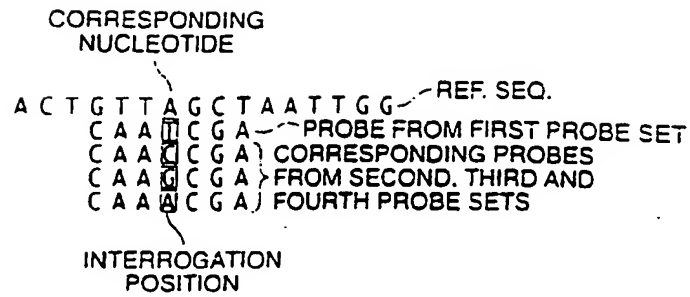 CORRESPONDING
NUCLEOTIDE
A C T G T T A G C T A A T T G G REF. SEQ.
C A A T C G A PROBE FROM FIRST PROBE SET
C A A C C G A CORRESPONDING PROBES
C A A G C G A FROM SECOND. THIRD AND
C A A A C G A FOURTH PROBE SETS
INTERROGATION
POSITION